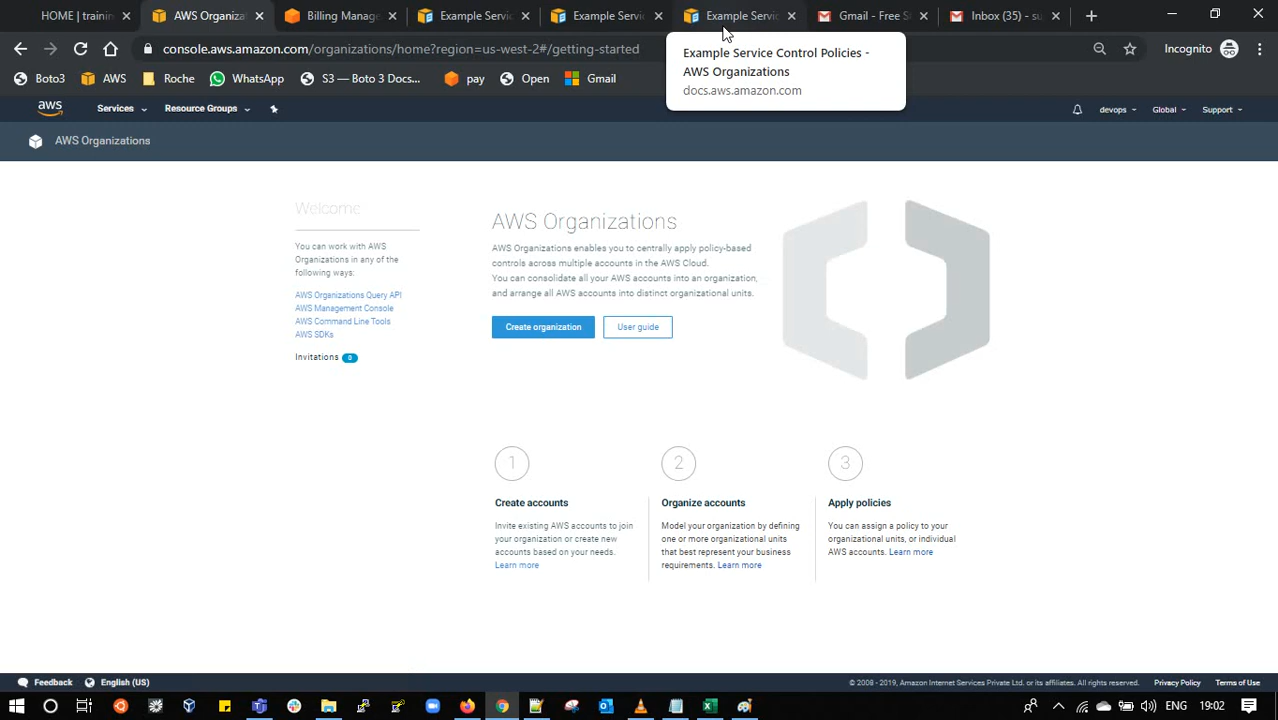 HOME | trainin
AWS Organiza
Billing Manage
Example Servic
Example Servic
Example Servic
Gmail - Free S
Inbox (35) - su
console.aws.amazon.com/organizations/home?region=us-west-2#/getting-started
Incognito
Example Service Control Policies -
AWS Organizations
docs.aws.amazon.com
Boto3
AWS
Roche
WhatsApp
S3 — Boto 3 Docs...
pay
Open
Gmail
aws
Services
Resource Groups
devops
Global
Support
AWS Organizations
Welcome
You can work with AWS
Organizations in any of the
following ways:
AWS Organizations Query API
AWS Management Console
AWS Command Line Tools
AWS SDKs
Invitations 0
AWS Organizations
AWS Organizations enables you to centrally apply policy-based
controls across multiple accounts in the AWS Cloud.
You can consolidate all your AWS accounts into an organization,
and arrange all AWS accounts into distinct organizational units.
Create organization
User guide
1
Create accounts
Invite existing AWS accounts to join
your organization or create new
accounts based on your needs.
Learn more
2
Organize accounts
Model your organization by defining
one or more organizational units
that best represent your business
requirements. Learn more
3
Apply policies
You can assign a policy to your
organizational units, or individual
AWS accounts. Learn more
Feedback
English (US)
© 2008 - 2019, Amazon Internet Services Private Ltd. or its affiliates. All rights reserved.
Privacy Policy
Terms of Use
19:02